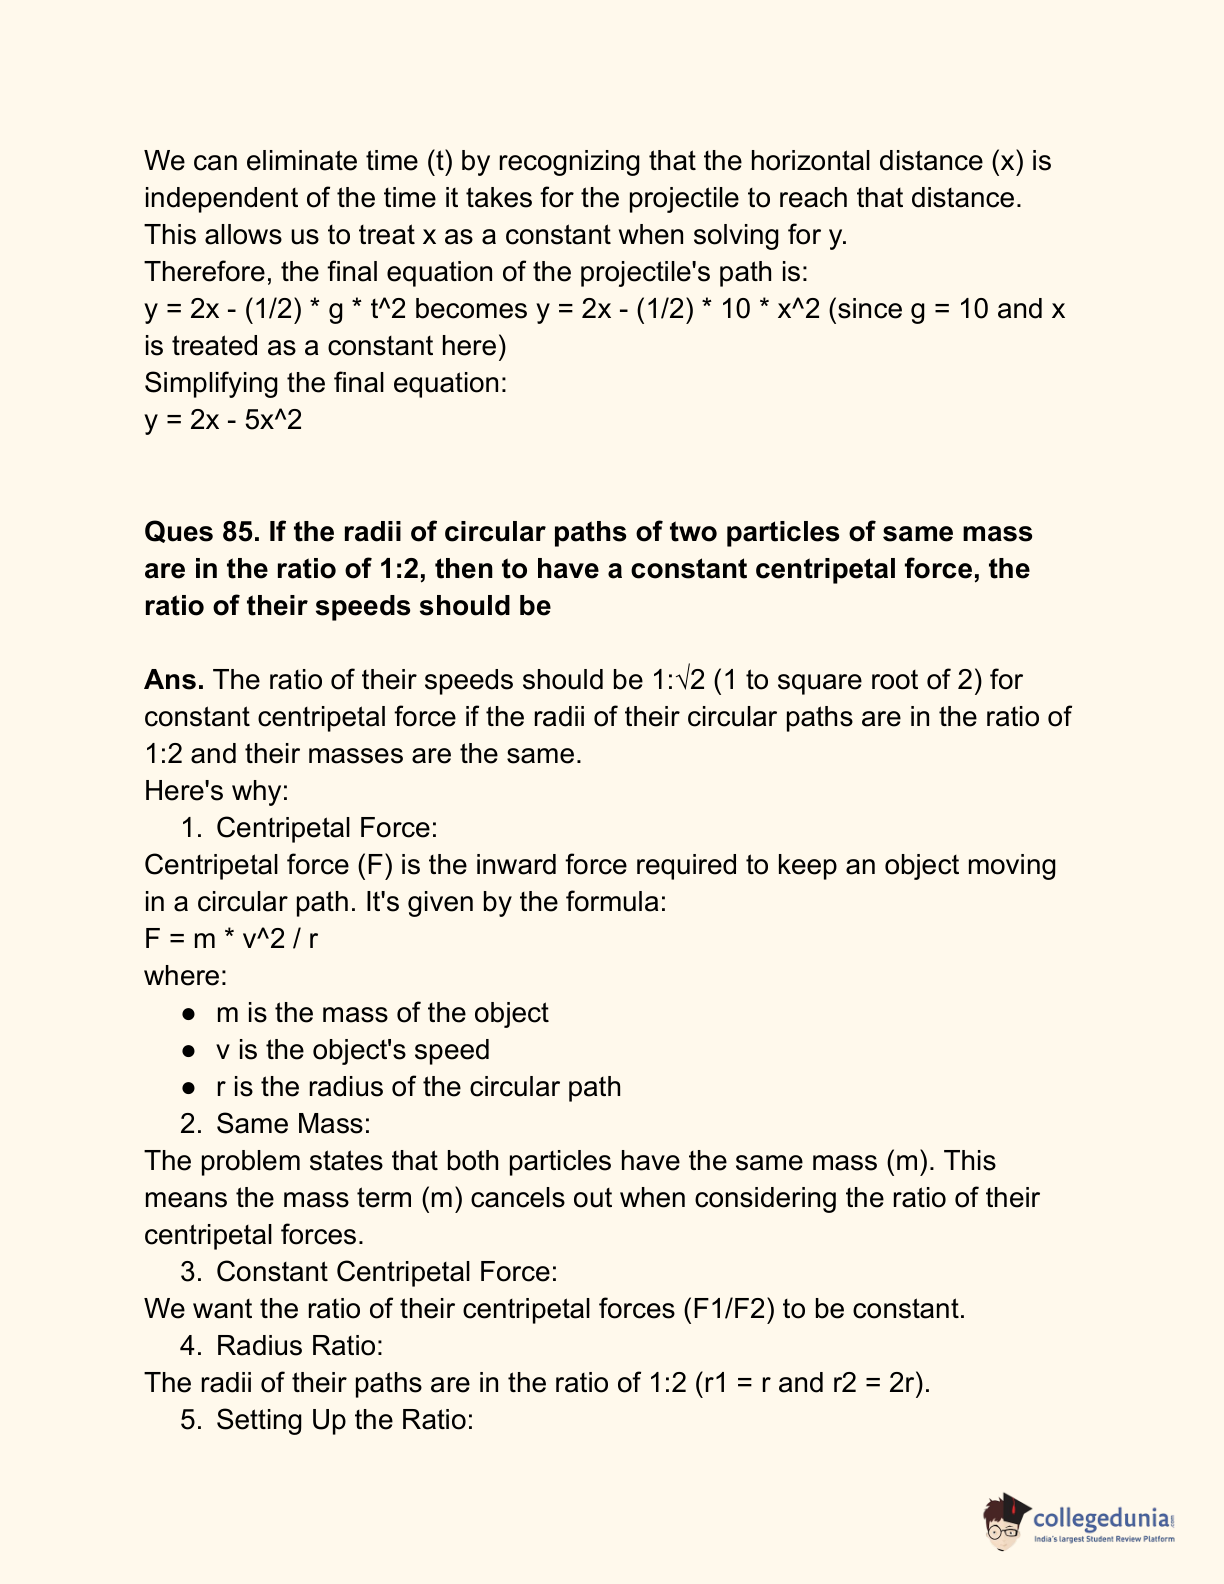 We can eliminate time (t) by recognizing that the horizontal distance (x) is
independent of the time it takes for the projectile to reach that distance.
This allows us to treat x as a constant when solving for y.
Therefore, the final equation of the projectile's path is:
y = 2x - (1/2) * g * t^2 becomes y = 2x - (1/2) * 10 * x^2 (since g = 10 and x
is treated as a constant here)
Simplifying the final equation:
y = 2x - 5x^2
Ques 85. If the radii of circular paths of two particles of same mass
are in the ratio of 1:2, then to have a constant centripetal force, the
ratio of their speeds should be
Ans. The ratio of their speeds should be 1:√2 (1 to square root of 2) for
constant centripetal force if the radii of their circular paths are in the ratio of
1:2 and their masses are the same.
Here's why:
1. Centripetal Force:
Centripetal force (F) is the inward force required to keep an object moving
in a circular path. It's given by the formula:
F = m * v^2 / r
where:
● m is the mass of the object
● v is the object's speed
● r is the radius of the circular path
2. Same Mass:
The problem states that both particles have the same mass (m). This
means the mass term (m) cancels out when considering the ratio of their
centripetal forces.
3. Constant Centripetal Force:
We want the ratio of their centripetal forces (F1/F2) to be constant.
4. Radius Ratio:
The radii of their paths are in the ratio of 1:2 (r1 = r and r2 = 2r).
5. Setting Up the Ratio:
collegedunia.com
India's largest Student Review Platform